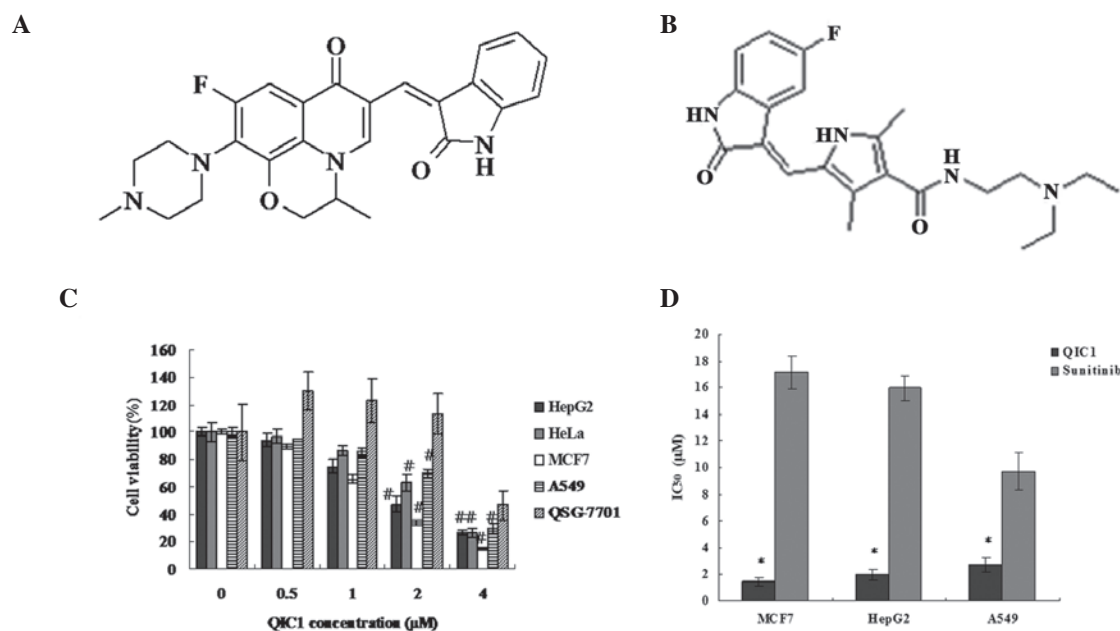 A
O
F
N
N
N
O
O
N
H
B
F
HN
O
HN
H
N
O
N
C
160
140
120
100
80
60
40
20
0
Cell viability(%)
0 0.5 1 2 4
QIC1 concentration (μM)
# # # #
## # #
HepG2
HeLa
MCF7
A549
QSG-7701
D
20
18
16
14
12
10
8
6
4
2
0
IC50 (μM)
* * *
MCF7 HepG2 A549
QIC1
Sunitinib